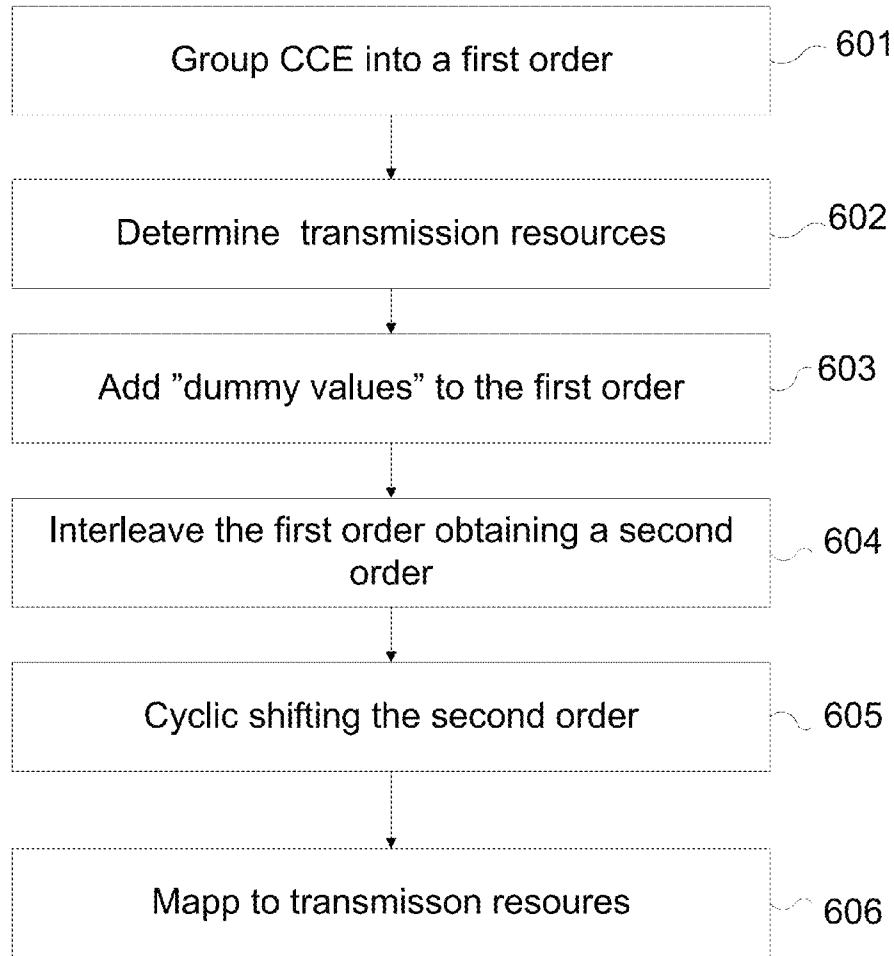 Group CCE into a first order
601
Determine transmission resources
602
Add ”dummy values” to the first order
603
Interleave the first order obtaining a second
order
604
Cyclic shifting the second order
605
Mapp to transmisson resoures
606